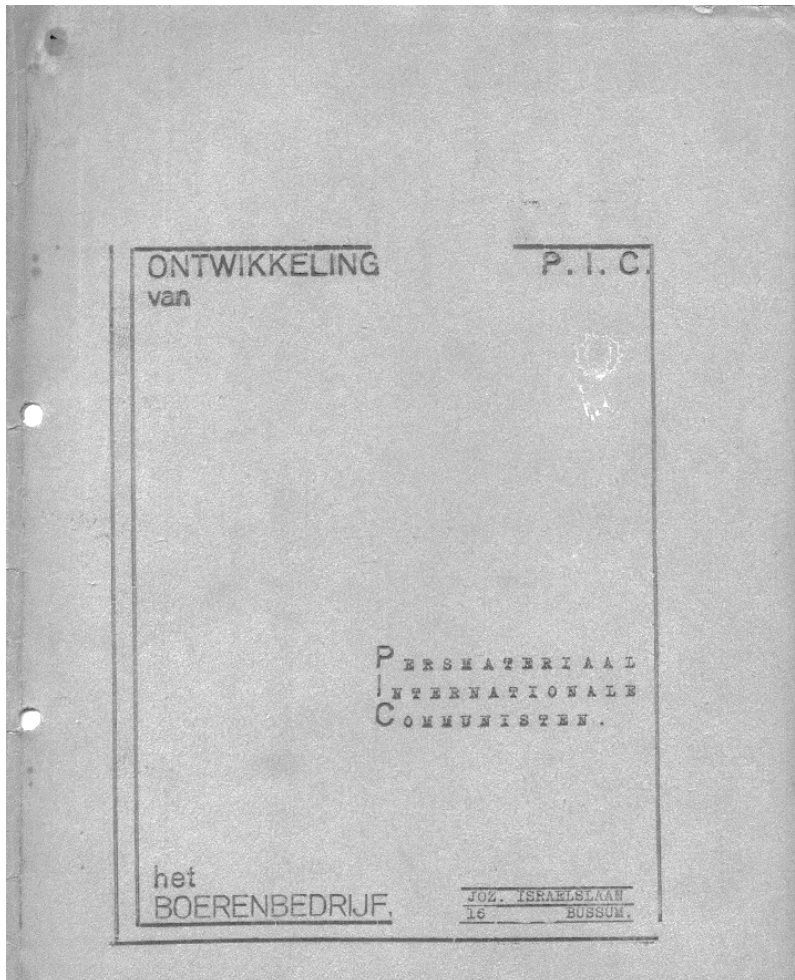 ONTWIKKELING
van
P. I. C.
PERSMATERIAAL
INTERNATIONALE
COMMUNISTEN.
het
BOERENBEDRIJF.
JOZ. ISRAELSLAAN
16 BUSSUM.